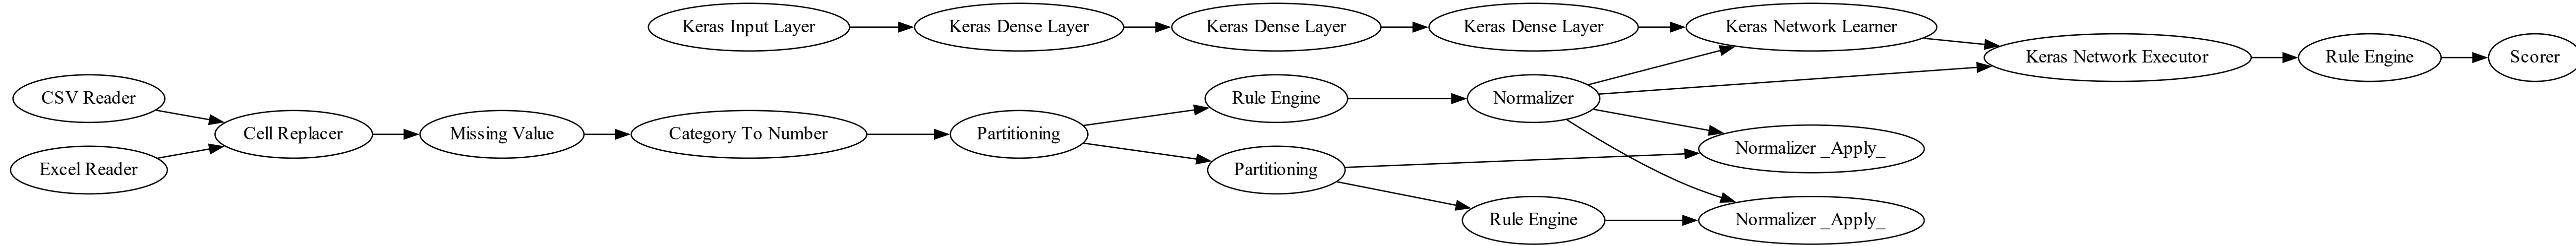 Keras Input Layer
Keras Dense Layer
Keras Dense Layer
Keras Dense Layer
Keras Network Learner
Keras Network Executor
Rule Engine
Scorer
CSV Reader
Excel Reader
Cell Replacer
Missing Value
Category To Number
Partitioning
Rule Engine
Normalizer
Partitioning
Normalizer _Apply_
Rule Engine
Normalizer _Apply_